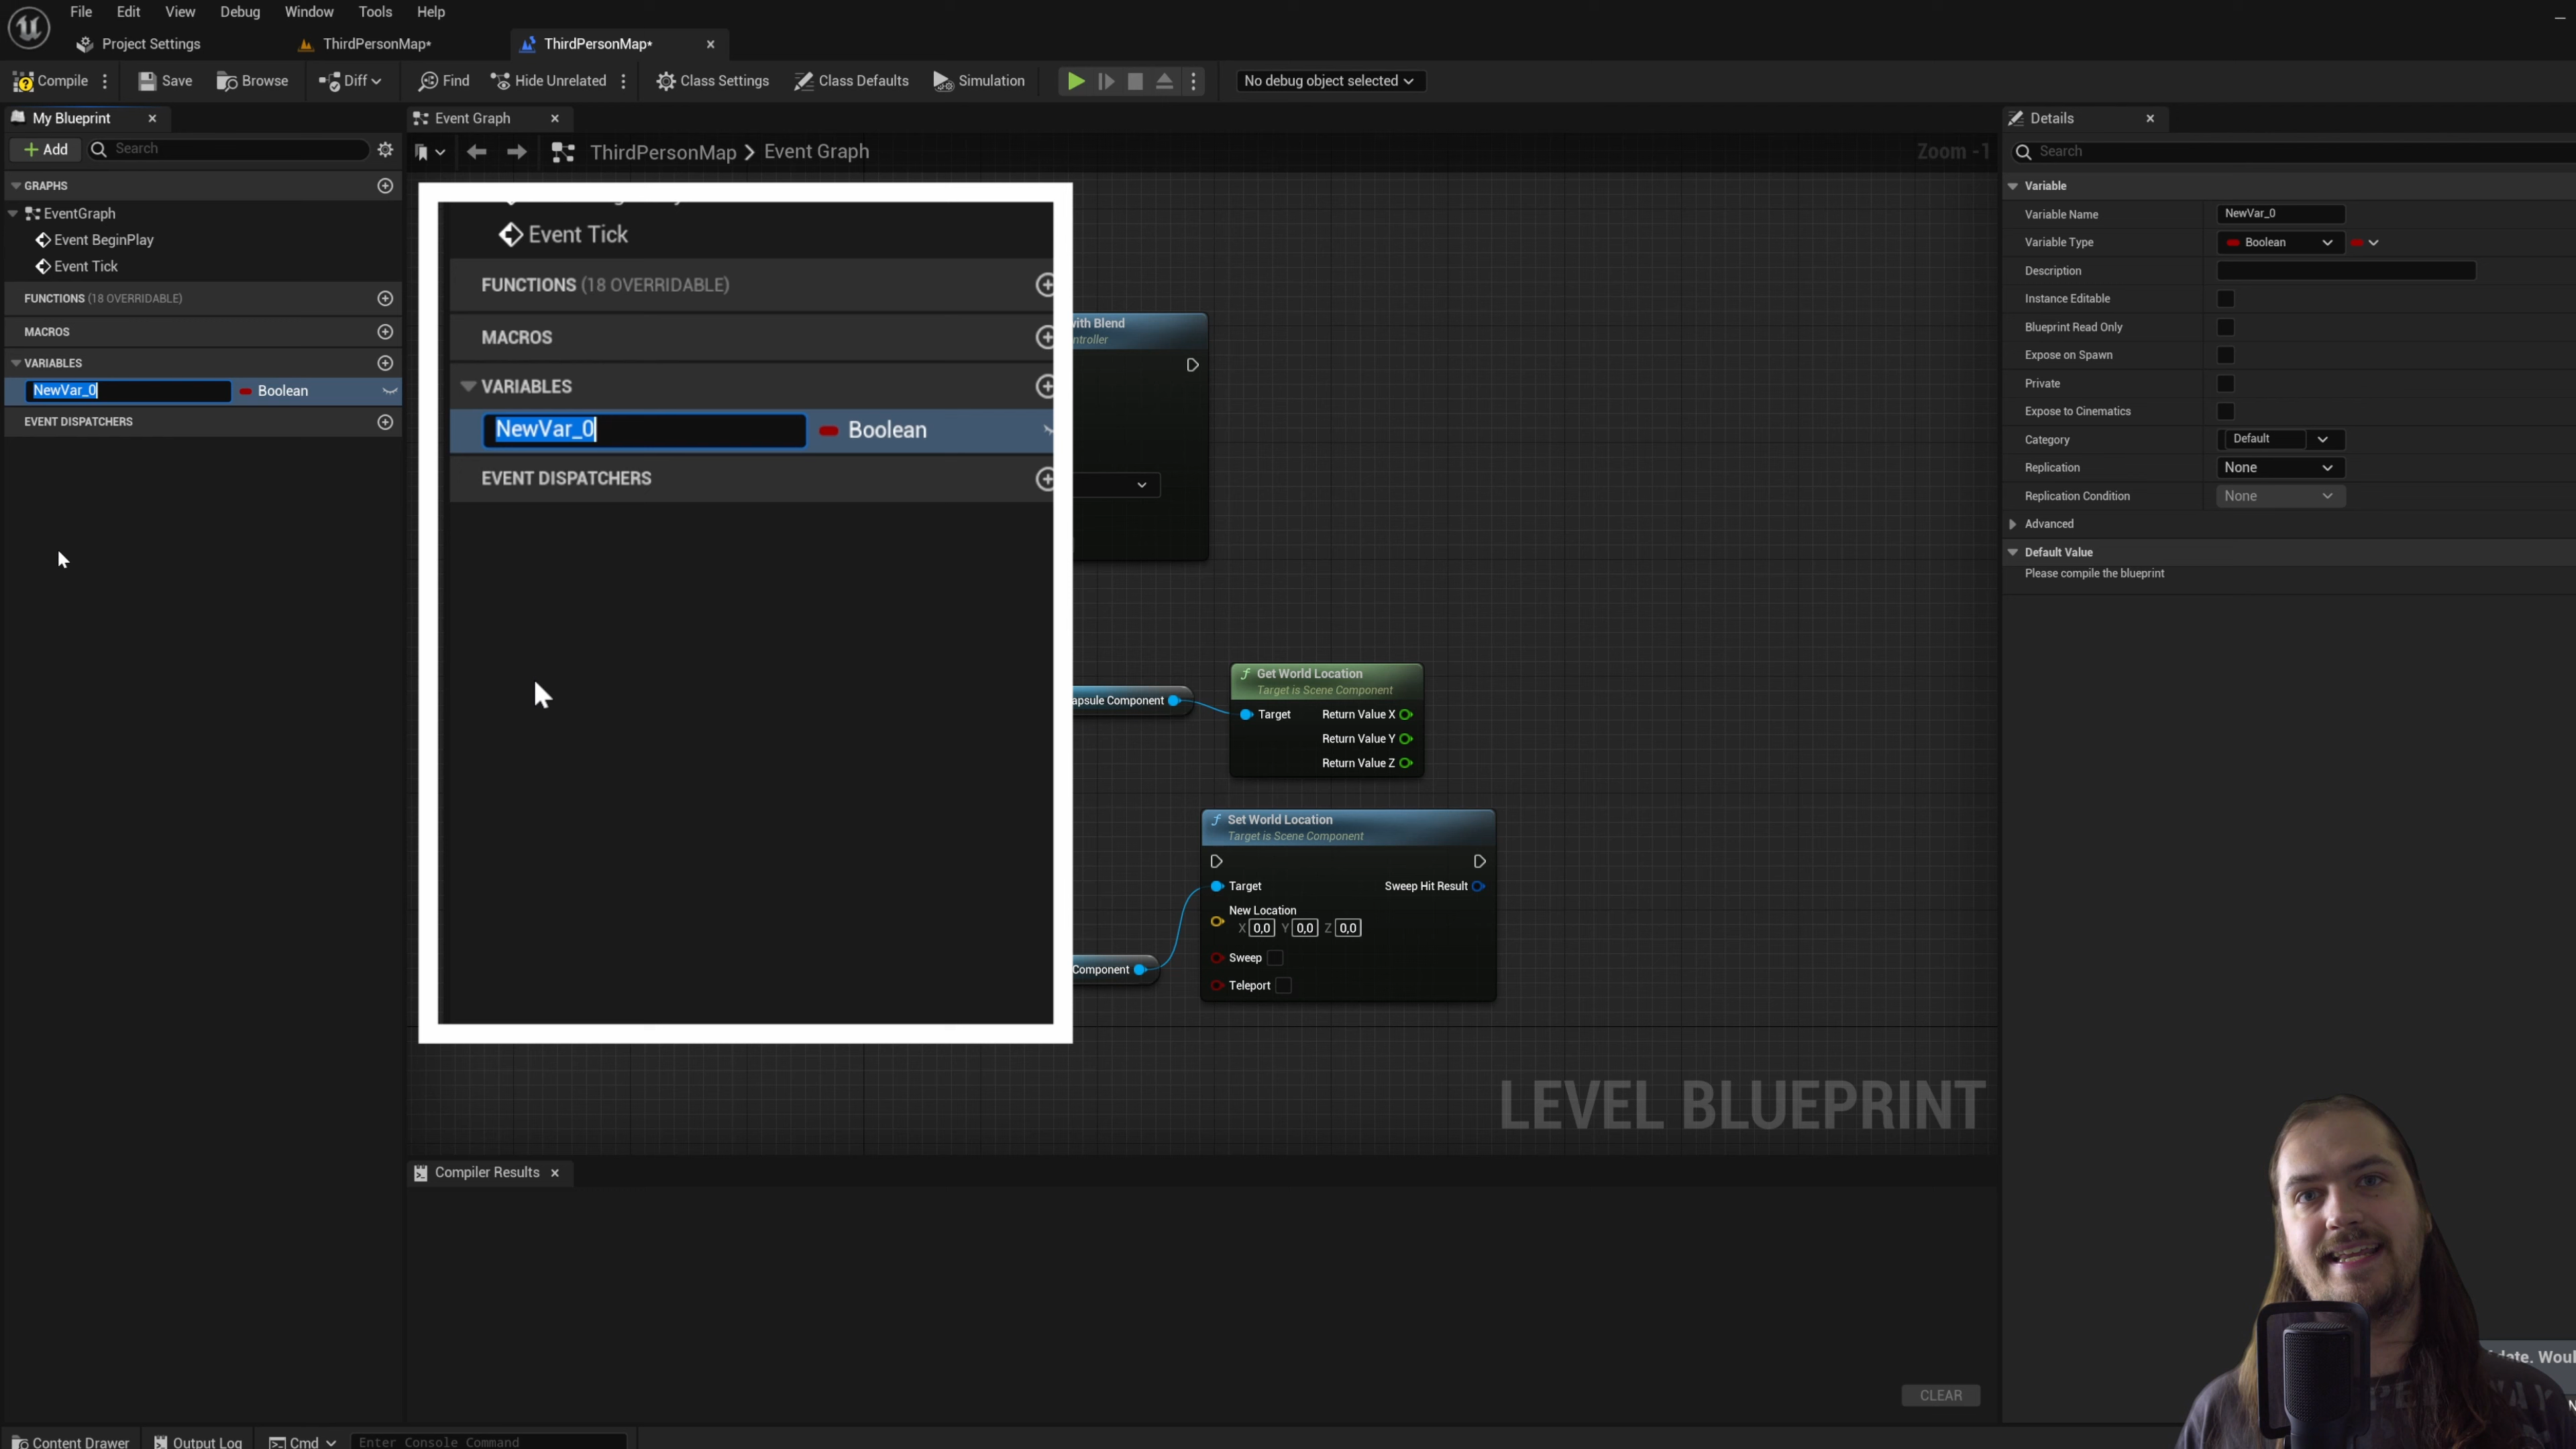 File Edit View Debug Window Tools Help
Project Settings ThirdPersonMap* ThirdPersonMap*
Compile Save Browse Diff Find Hide Unrelated Class Settings Class Defaults Simulation No debug object selected
My Blueprint
Add Search
GRAPHS
EventGraph
Event BeginPlay
Event Tick
FUNCTIONS (18 OVERRIDABLE)
MACROS
VARIABLES
NewVar_0 Boolean
EVENT DISPATCHERS
Event Graph
ThirdPersonMap > Event Graph Zoom -1
Event Tick
FUNCTIONS (18 OVERRIDABLE)
MACROS
VARIABLES
NewVar_0 Boolean
EVENT DISPATCHERS
with Blend
ntroller
apsule Component
Get World Location
Target is Scene Component
Target Return Value X
Return Value Y
Return Value Z
Component
Set World Location
Target is Scene Component
Target Sweep Hit Result
New Location
X 0,0 Y 0,0 Z 0,0
Sweep
Teleport
LEVEL BLUEPRINT
Compiler Results
CLEAR
Details
Search
Variable
Variable Name NewVar_0
Variable Type Boolean
Description
Instance Editable
Blueprint Read Only
Expose on Spawn
Private
Expose to Cinematics
Category Default
Replication None
Replication Condition None
Advanced
Default Value
Please compile the blueprint
date. Woul
Content Drawer Output Log Cmd Enter Console Command